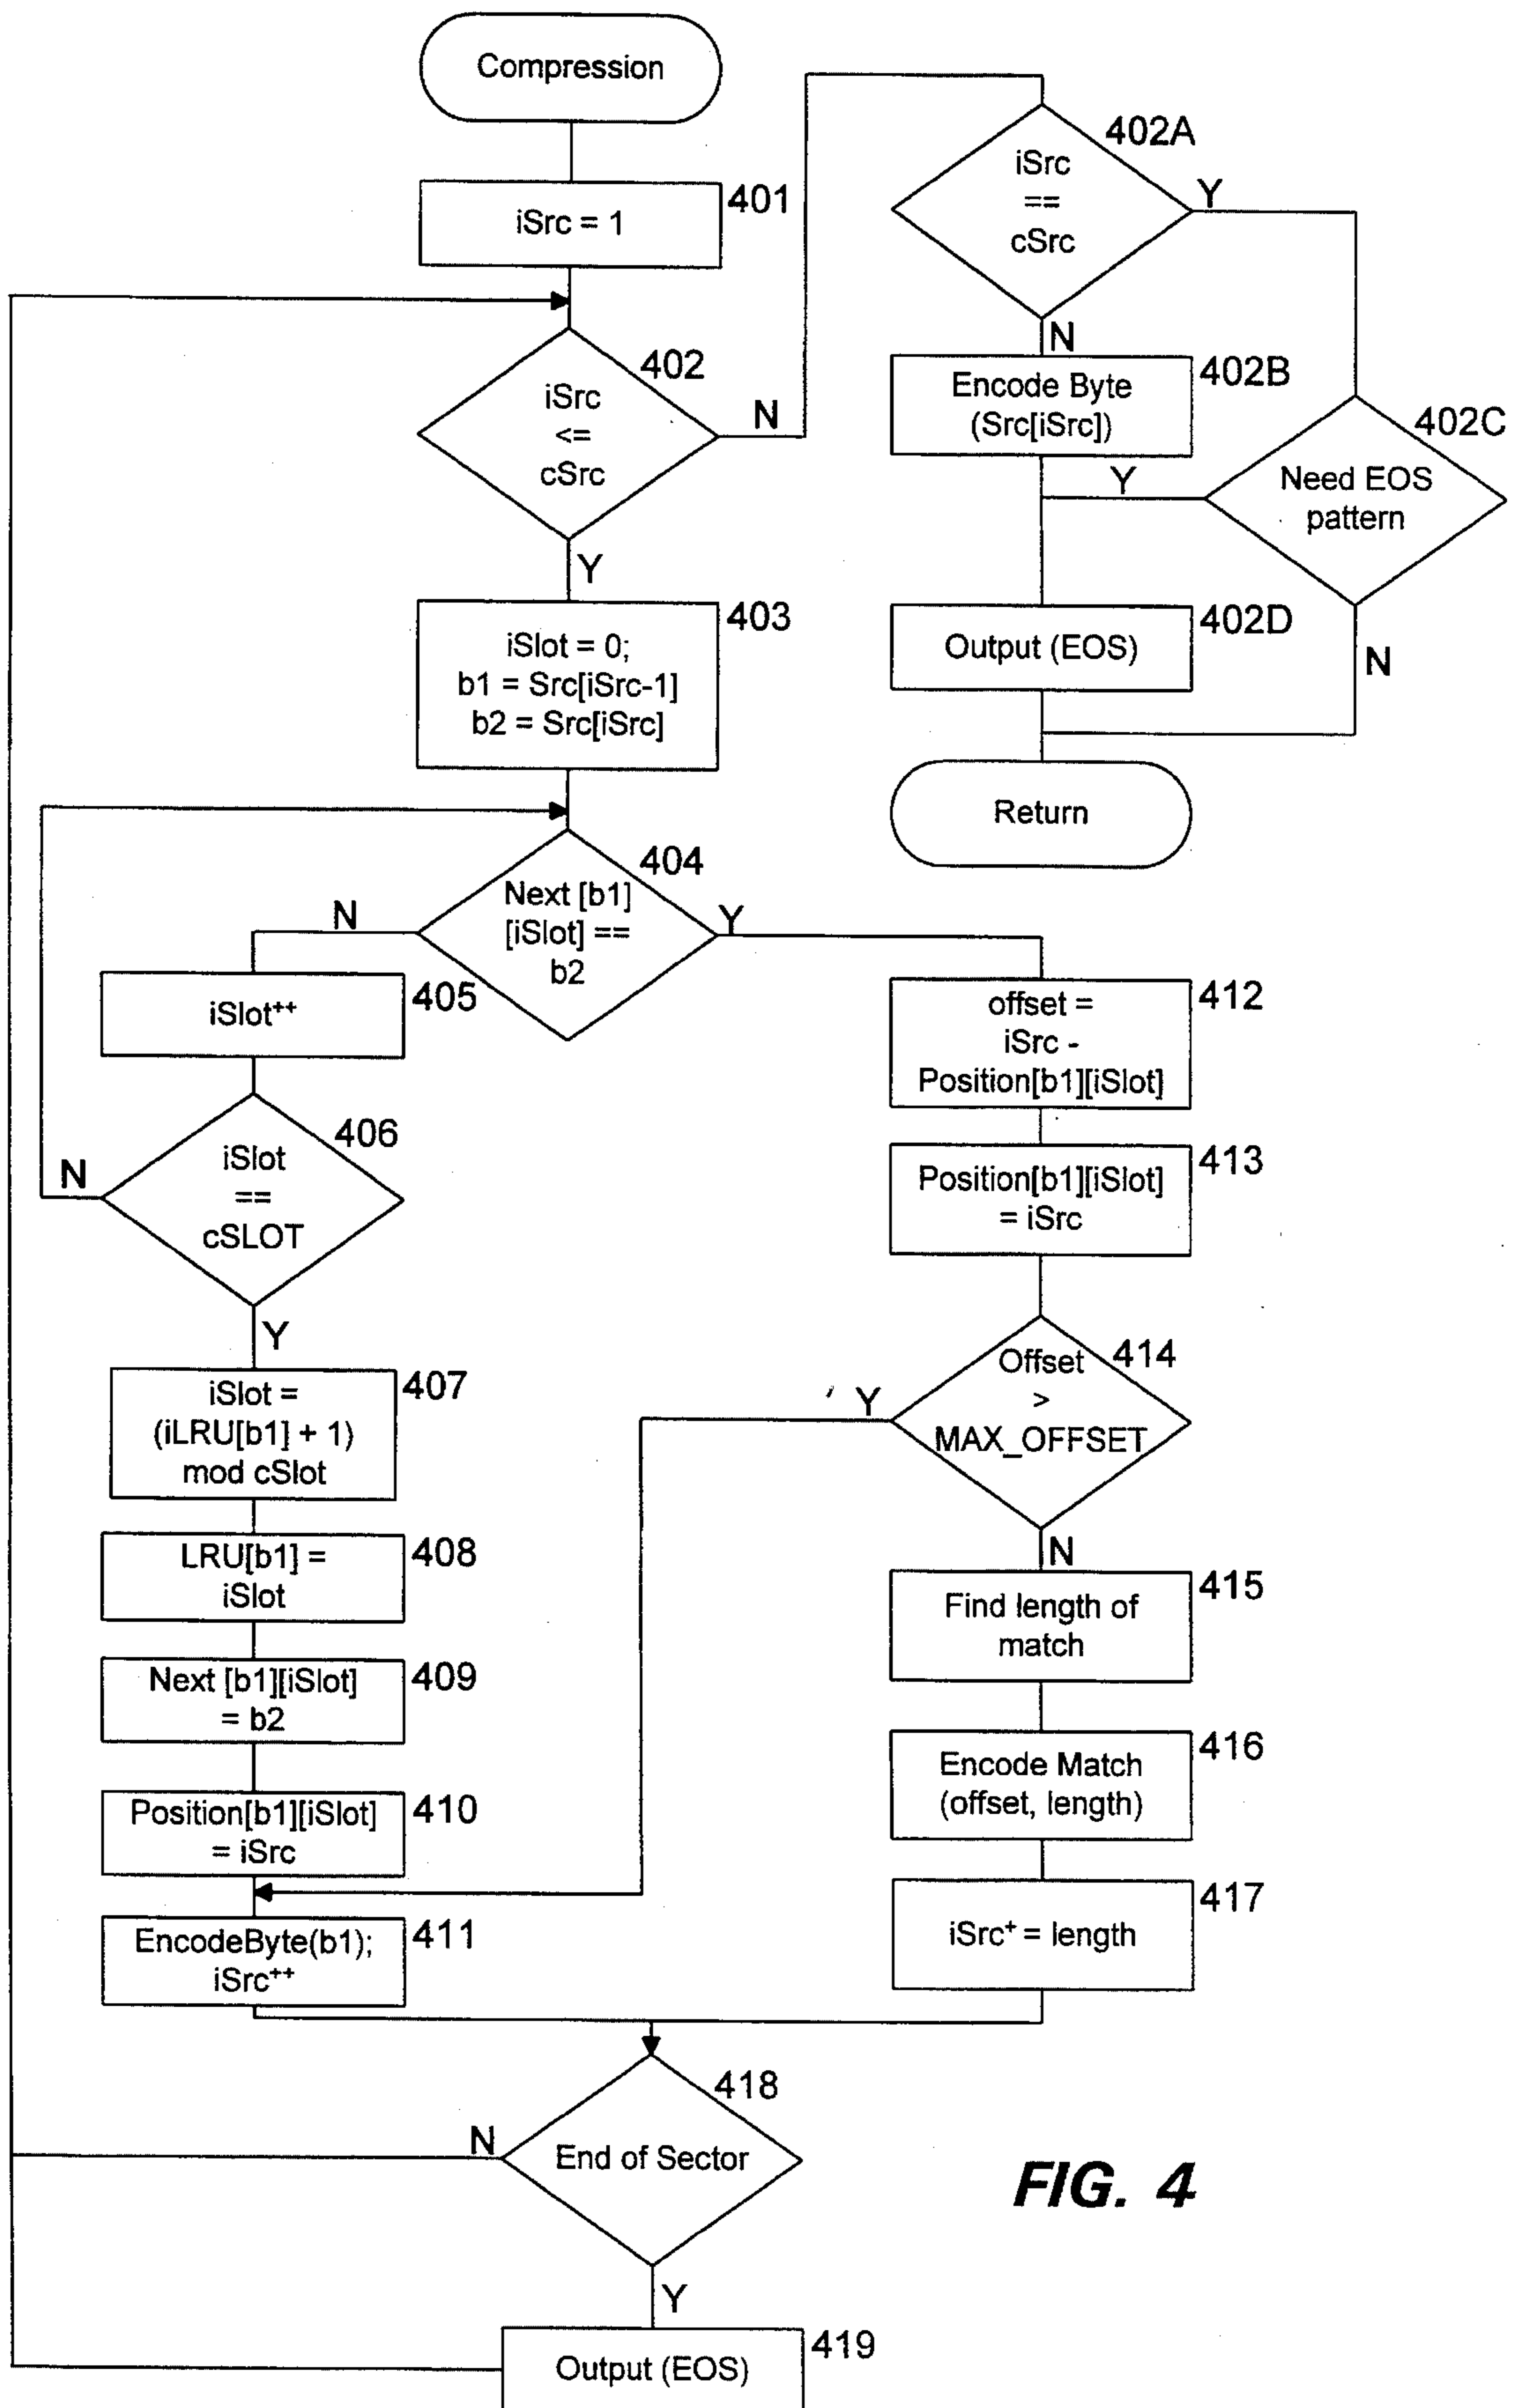 Compression
401
iSrc = 1
402
iSrc
<=
cSrc
N
Y
403
iSlot = 0;
b1 = Src[iSrc-1]
b2 = Src[iSrc]
404
Next [b1]
[iSlot] ==
b2
N
Y
405
iSlot++
406
iSlot
==
cSLOT
N
Y
407
iSlot =
(iLRU[b1] + 1)
mod cSlot
408
LRU[b1] =
iSlot
409
Next [b1][iSlot]
= b2
410
Position[b1][iSlot]
= iSrc
411
EncodeByte(b1);
iSrc++
402A
iSrc
==
cSrc
Y
N
402B
Encode Byte
(Src[iSrc])
402C
Need EOS
pattern
Y
N
402D
Output (EOS)
Return
412
offset =
iSrc -
Position[b1][iSlot]
413
Position[b1][iSlot]
= iSrc
414
Offset
>
MAX_OFFSET
Y
N
415
Find length of
match
416
Encode Match
(offset, length)
417
iSrc+ = length
418
End of Sector
N
Y
419
Output (EOS)
FIG. 4